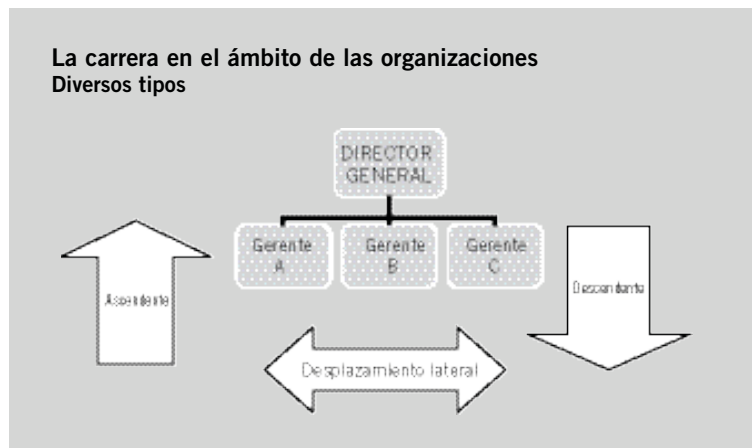 La carrera en el ámbito de las organizaciones
Diversos tipos
DIRECTOR
GENERAL
Gerente
A
Gerente
B
Gerente
C
Ascendente
Descendente
Desplazamiento lateral